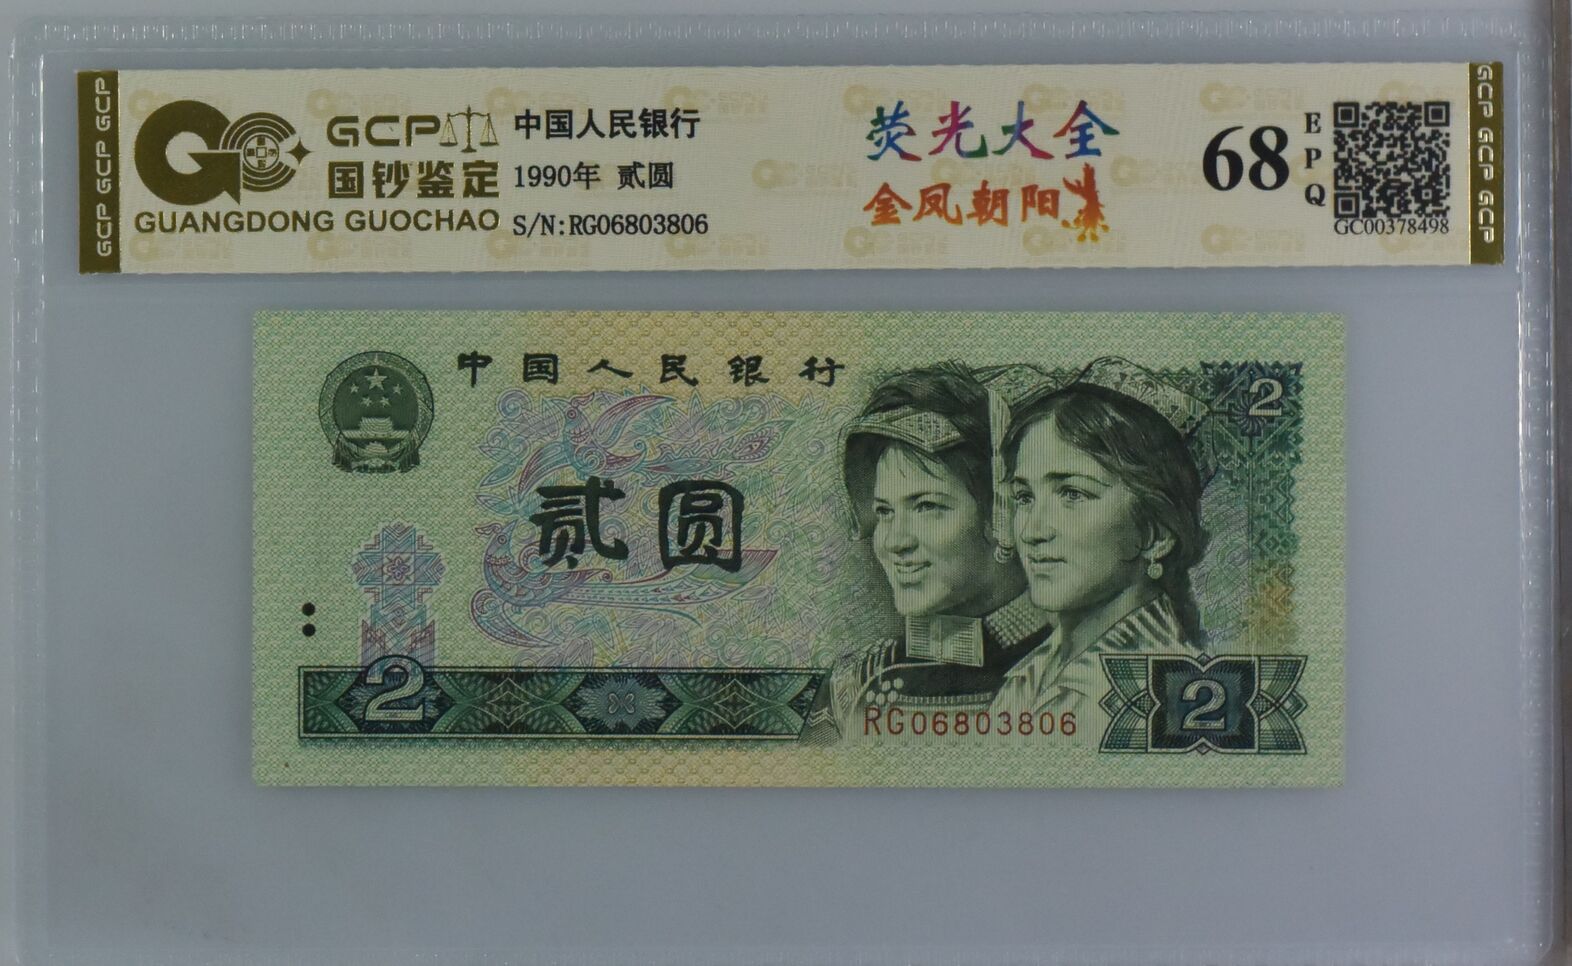 GCP GCP GCP
GCP
国钞鉴定
GUANGDONG GUOCHAO
中国人民银行
1990年 贰圆
S/N:RG06803806
荧光大全
金凤朝阳
68
EPQ
GC00378498
GCP GCP GCP
中国人民银行
2
贰圆
2
RG06803806
2